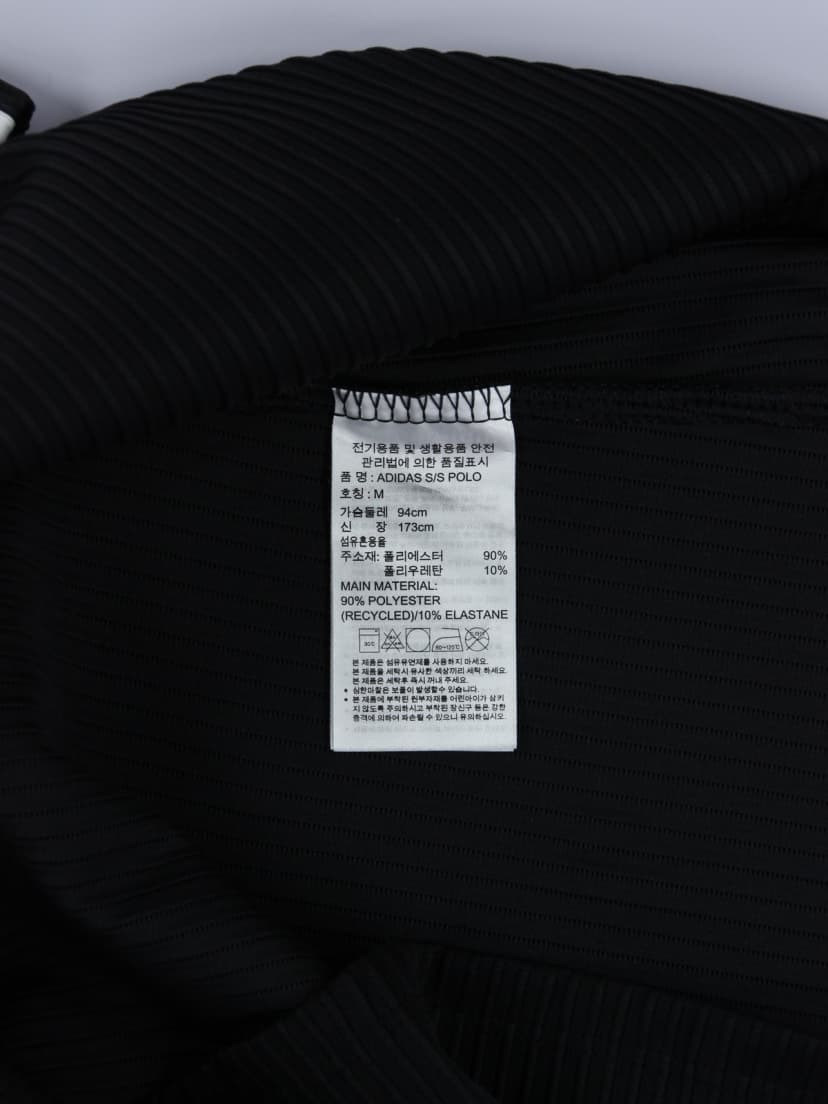 전기용품 및 생활용품 안전
관리법에 의한 품질표시
품 명 : ADIDAS S/S POLO
호칭 : M
가슴둘레 94cm
신 장 173cm
섬유혼용율
주소재: 폴리에스터 90%
폴리우레탄 10%
MAIN MATERIAL:
90% POLYESTER
(RECYCLED)/10% ELASTANE
30℃ 80~120℃
본 제품은 섬유유연제를 사용하지 마세요.
본 제품을 세탁시 유사한 색상끼리 세탁 하세요.
본 제품은 세탁후 즉시 꺼내 주세요.
* 심한마찰은 보풀이 발생할수 있습니다.
* 본 제품에 부착된 원부자재를 어린아이가 삼키
지 않도록 주의하시고 부착된 장신구 등은 강한
충격에 의하여 파손될 수 있으니 유의하십시오.